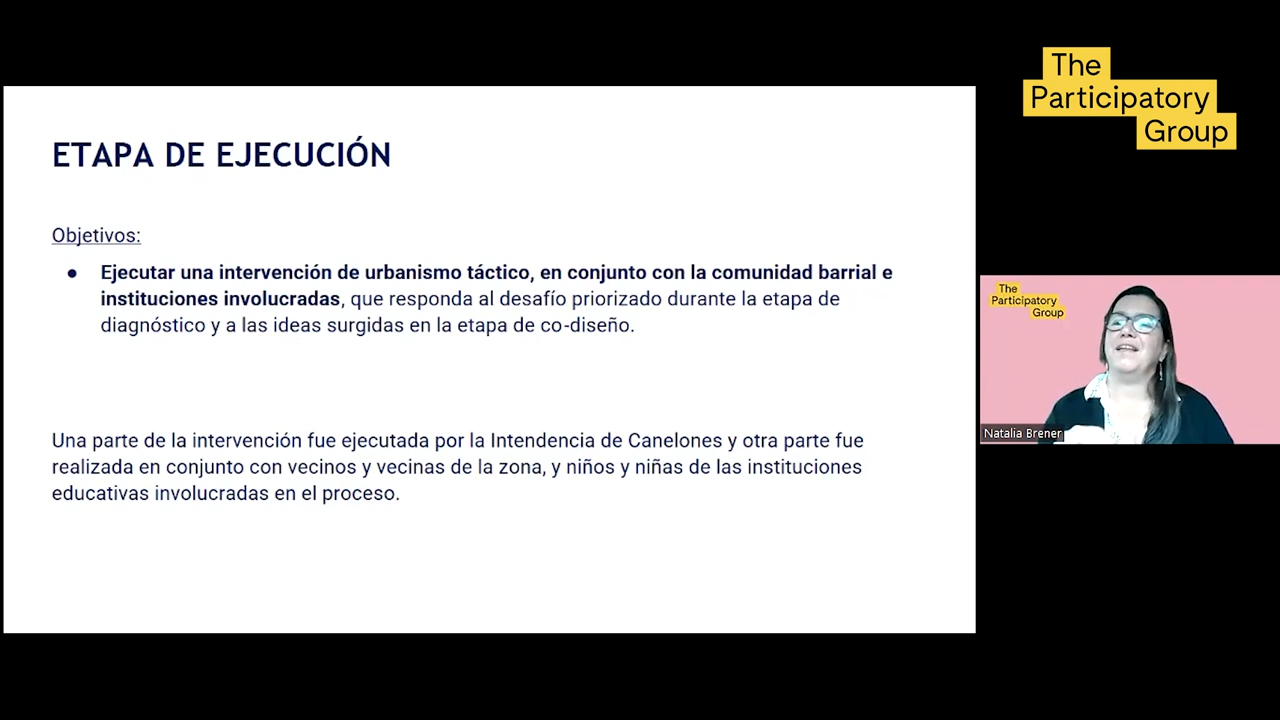 The
Participatory
Group
ETAPA DE EJECUCIÓN
Objetivos:
● Ejecutar una intervención de urbanismo táctico, en conjunto con la comunidad barrial e
instituciones involucradas, que responda al desafío priorizado durante la etapa de
diagnóstico y a las ideas surgidas en la etapa de co-diseño.
Una parte de la intervención fue ejecutada por la Intendencia de Canelones y otra parte fue
realizada en conjunto con vecinos y vecinas de la zona, y niños y niñas de las instituciones
educativas involucradas en el proceso.
The
Participatory
Group
Natalia Brener